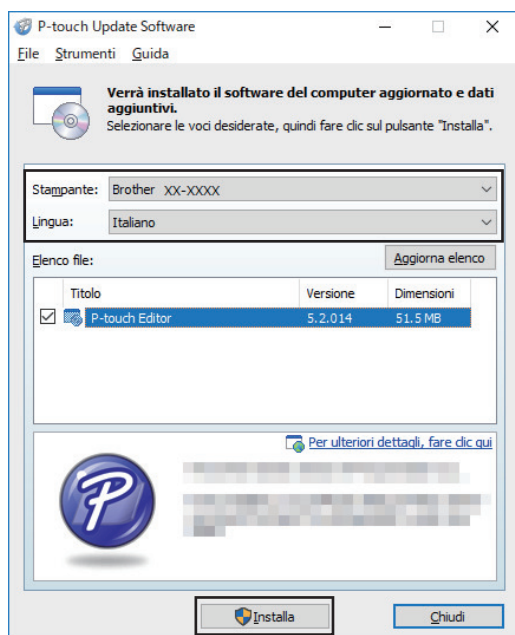 P-touch Update Software
File Strumenti Guida
Verrà installato il software del computer aggiornato e dati
aggiuntivi.
Selezionare le voci desiderate, quindi fare clic sul pulsante "Installa".
Stampante: Brother XX-XXXX
Lingua: Italiano
Elenco file: Aggiorna elenco
Titolo Versione Dimensioni
P-touch Editor 5.2.014 51.5 MB
Per ulteriori dettagli, fare clic qui
P
Installa Chiudi